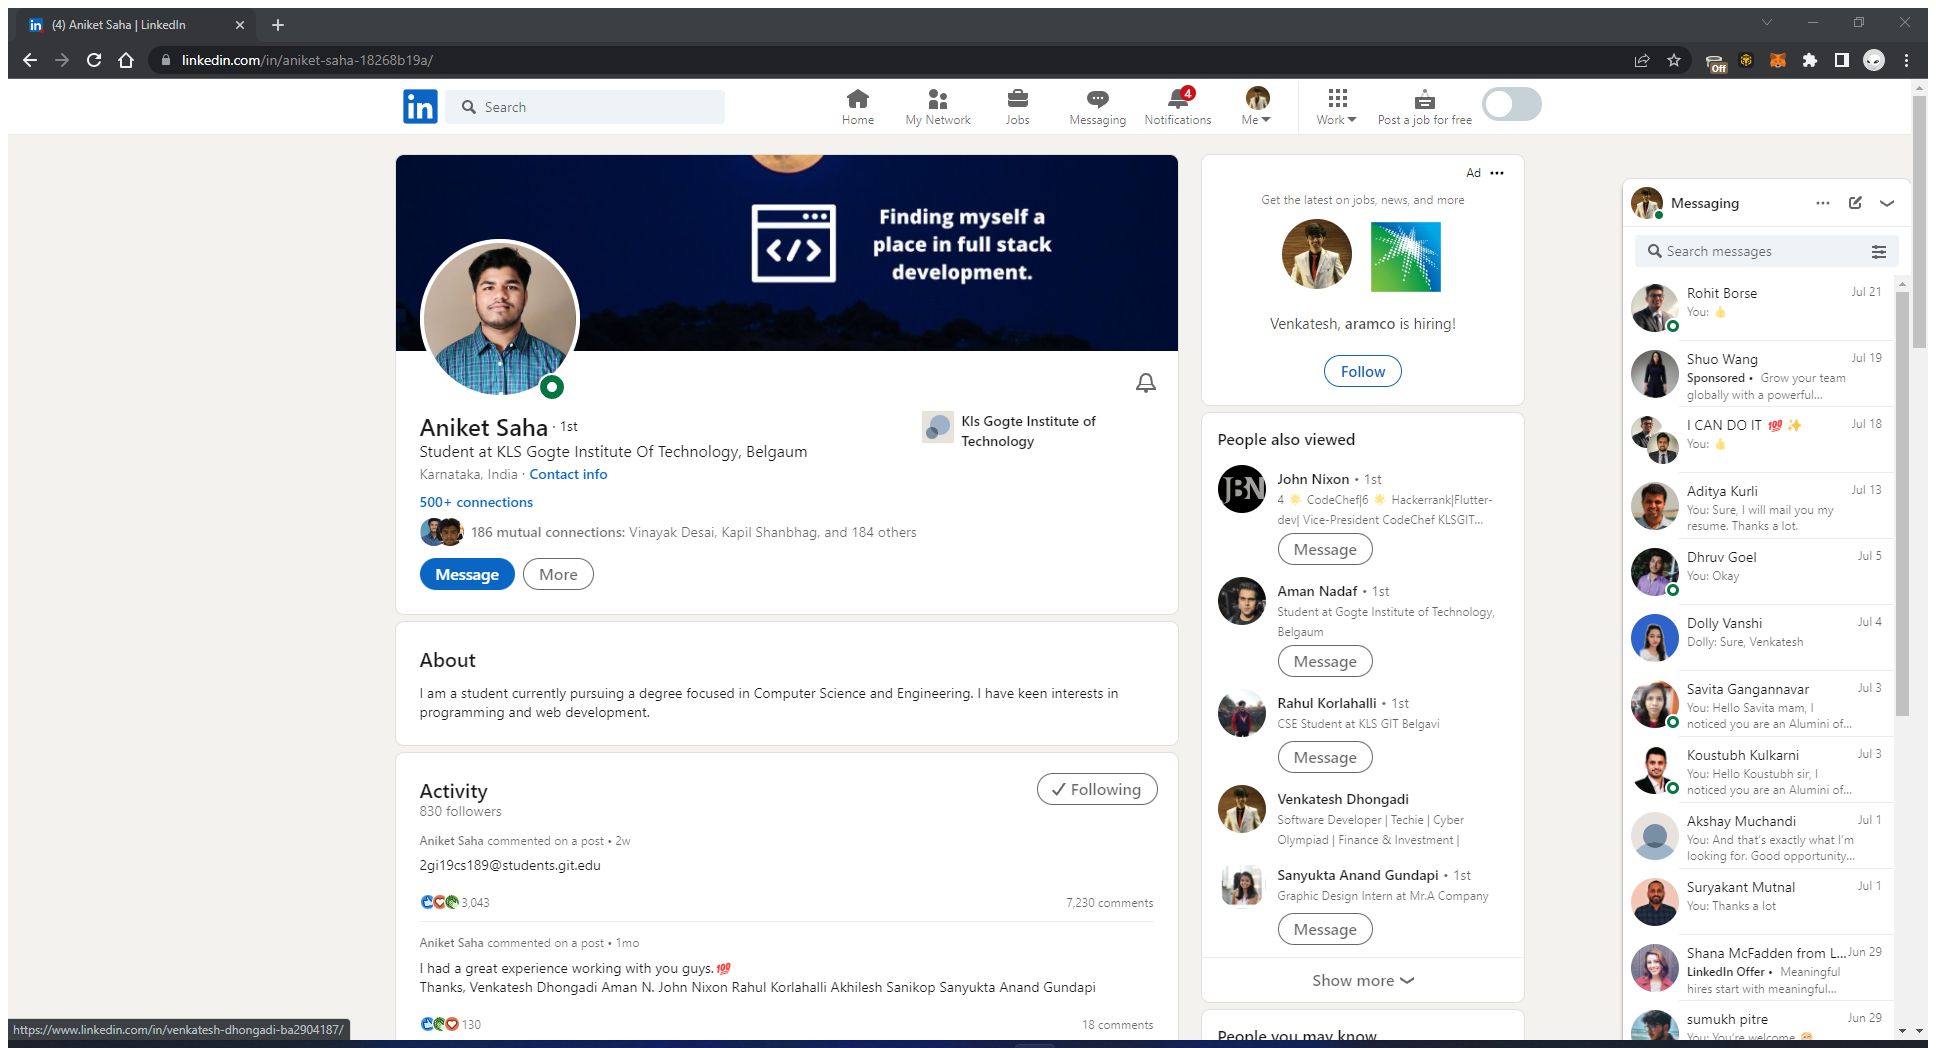 in (4) Aniket Saha | LinkedIn
linkedin.com/in/aniket-saha-18268b19a/
Off
in Search
Home
My Network
Jobs
Messaging
4
Notifications
Me
Work
Post a job for free
</>
Finding myself a
place in full stack
development.
Aniket Saha · 1st
Student at KLS Gogte Institute Of Technology, Belgaum
Karnataka, India · Contact info
500+ connections
186 mutual connections: Vinayak Desai, Kapil Shanbhag, and 184 others
Message More
Kls Gogte Institute of
Technology
About
I am a student currently pursuing a degree focused in Computer Science and Engineering. I have keen interests in
programming and web development.
Activity
830 followers
Following
Aniket Saha commented on a post • 2w
2gi19cs189@students.git.edu
3,043 7,230 comments
Aniket Saha commented on a post • 1mo
I had a great experience working with you guys.💯
Thanks, Venkatesh Dhongadi Aman N. John Nixon Rahul Korlahalli Akhilesh Sanikop Sanyukta Anand Gundapi
130 18 comments
https://www.linkedin.com/in/venkatesh-dhongadi-ba2904187/
Ad •••
Get the latest on jobs, news, and more
Venkatesh, aramco is hiring!
Follow
People also viewed
JBN
John Nixon • 1st
4 🌟 CodeChef|6 🌟 Hackerrank|Flutter-
dev| Vice-President CodeChef KLSGIT...
Message
Aman Nadaf • 1st
Student at Gogte Institute of Technology,
Belgaum
Message
Rahul Korlahalli • 1st
CSE Student at KLS GIT Belgavi
Message
Venkatesh Dhongadi
Software Developer | Techie | Cyber
Olympiad | Finance & Investment |
Sanyukta Anand Gundapi • 1st
Graphic Design Intern at Mr.A Company
Message
Show more
People you may know
Messaging
Search messages
Rohit Borse Jul 21
You: 👍
Shuo Wang Jul 19
Sponsored • Grow your team
globally with a powerful...
I CAN DO IT 💯 ✨ Jul 18
You: 👍
Aditya Kurli Jul 13
You: Sure, I will mail you my
resume. Thanks a lot.
Dhruv Goel Jul 5
You: Okay
Dolly Vanshi Jul 4
Dolly: Sure, Venkatesh
Savita Gangannavar Jul 3
You: Hello Savita mam, I
noticed you are an Alumini of...
Koustubh Kulkarni Jul 3
You: Hello Koustubh sir, I
noticed you are an Alumini of...
Akshay Muchandi Jul 1
You: And that's exactly what I'm
looking for. Good opportunity...
Suryakant Mutnal Jul 1
You: Thanks a lot
Shana McFadden from L... Jun 29
LinkedIn Offer • Meaningful
hires start with meaningful...
sumukh pitre Jun 29
You: You're welcome 😊